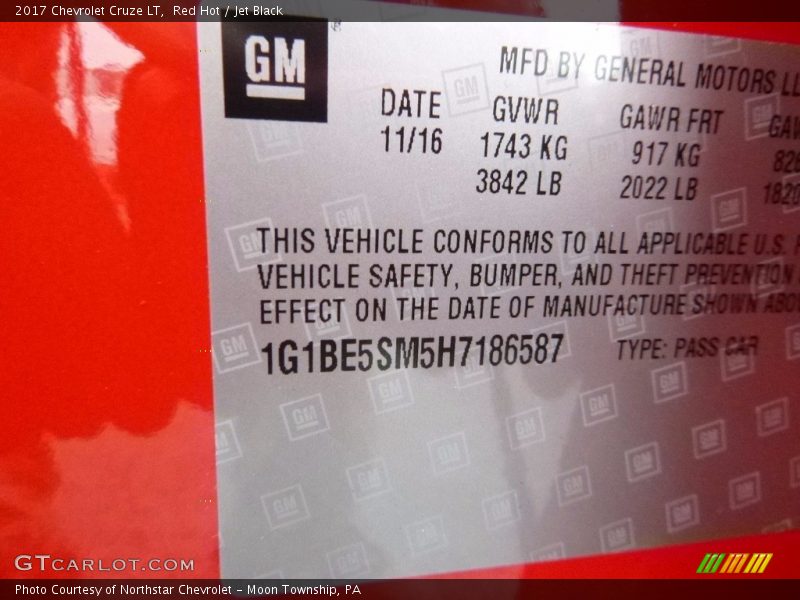 2017 Chevrolet Cruze LT, Red Hot / Jet Black
GM
MFD BY GENERAL MOTORS
DATE GVWR GAWR FRT
11/16 1743 KG 917 KG
3842 LB 2022 LB 1820
THIS VEHICLE CONFORMS TO ALL APPLICABLE U.S.
VEHICLE SAFETY, BUMPER, AND THEFT PREVENTION
EFFECT ON THE DATE OF MANUFACTURE SHOWN
1G1BE5SM5H7186587 TYPE: PASS CAR
GTCARLOT.COM
Photo Courtesy of Northstar Chevrolet - Moon Township, PA